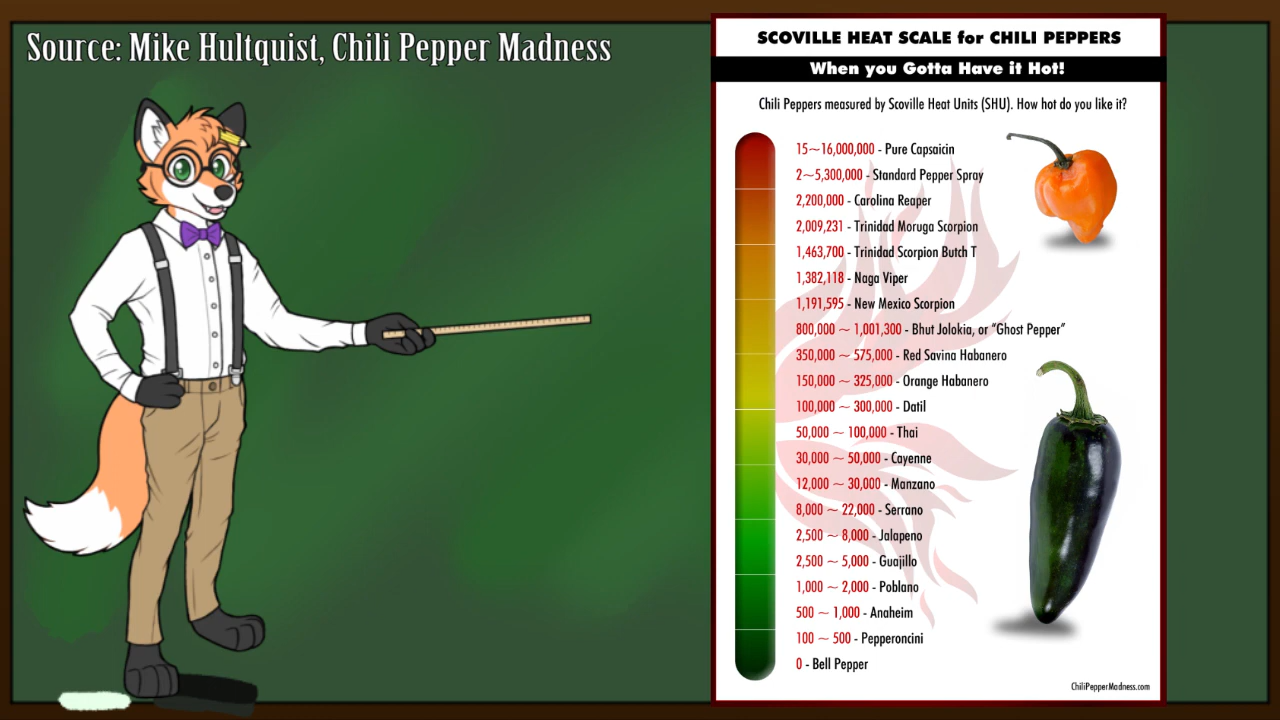 Source: Mike Hultquist, Chili Pepper Madness
SCOVILLE HEAT SCALE for CHILI PEPPERS
When you Gotta Have it Hot!
Chili Peppers measured by Scoville Heat Units (SHU). How hot do you like it?
15~16,000,000 - Pure Capsaicin
2~5,300,000 - Standard Pepper Spray
2,200,000 - Carolina Reaper
2,009,231 - Trinidad Moruga Scorpion
1,463,700 - Trinidad Scorpion Butch T
1,382,118 - Naga Viper
1,191,595 - New Mexico Scorpion
800,000 ~ 1,001,300 - Bhut Jolokia, or “Ghost Pepper”
350,000 ~ 575,000 - Red Savina Habanero
150,000 ~ 325,000 - Orange Habanero
100,000 ~ 300,000 - Datil
50,000 ~ 100,000 - Thai
30,000 ~ 50,000 - Cayenne
12,000 ~ 30,000 - Manzano
8,000 ~ 22,000 - Serrano
2,500 ~ 8,000 - Jalapeno
2,500 ~ 5,000 - Guajillo
1,000 ~ 2,000 - Poblano
500 ~ 1,000 - Anaheim
100 ~ 500 - Pepperoncini
0 - Bell Pepper
ChiliPepperMadness.com